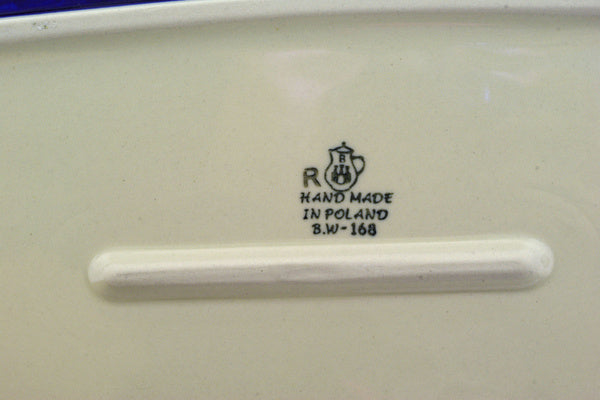 B
R
HAND MADE
IN POLAND
B.W-168